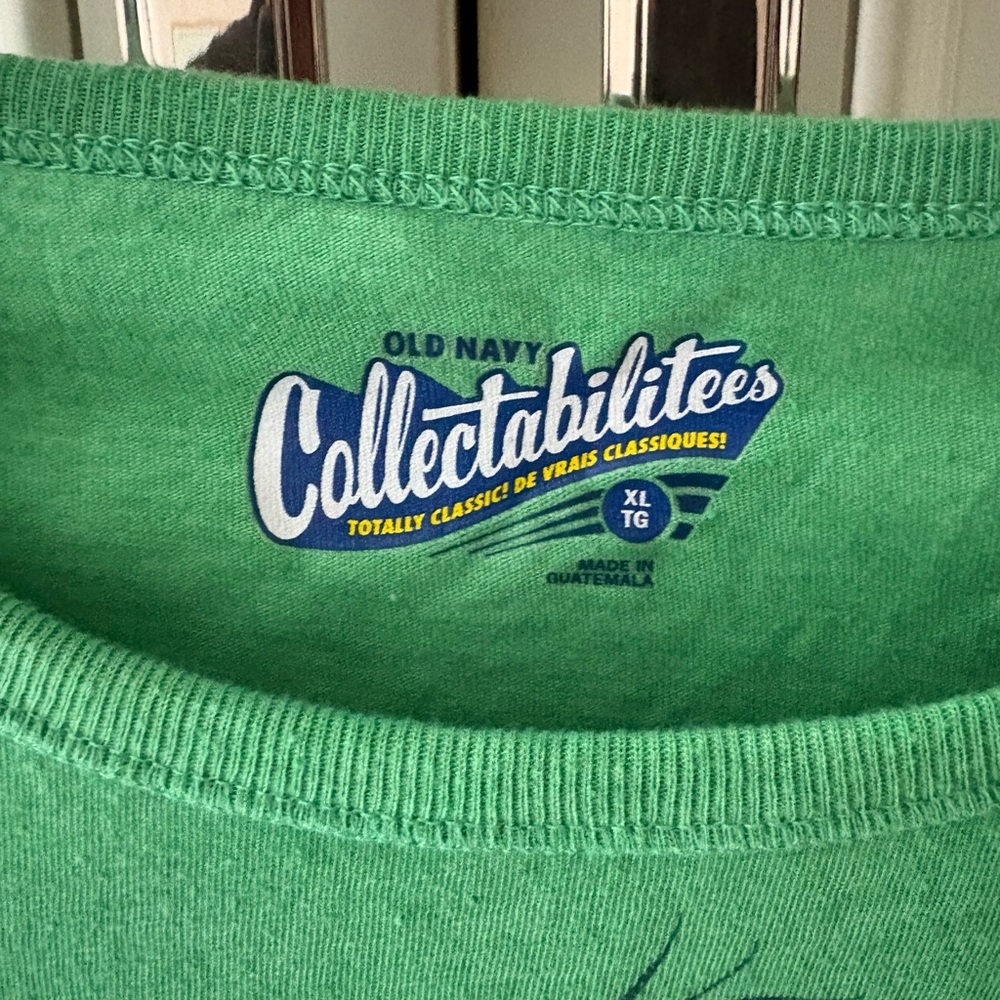 OLD NAVY
Collectabilitees
TOTALLY CLASSIC! DE VRAIS CLASSIQUES!
XL
TG
MADE IN
GUATEMALA